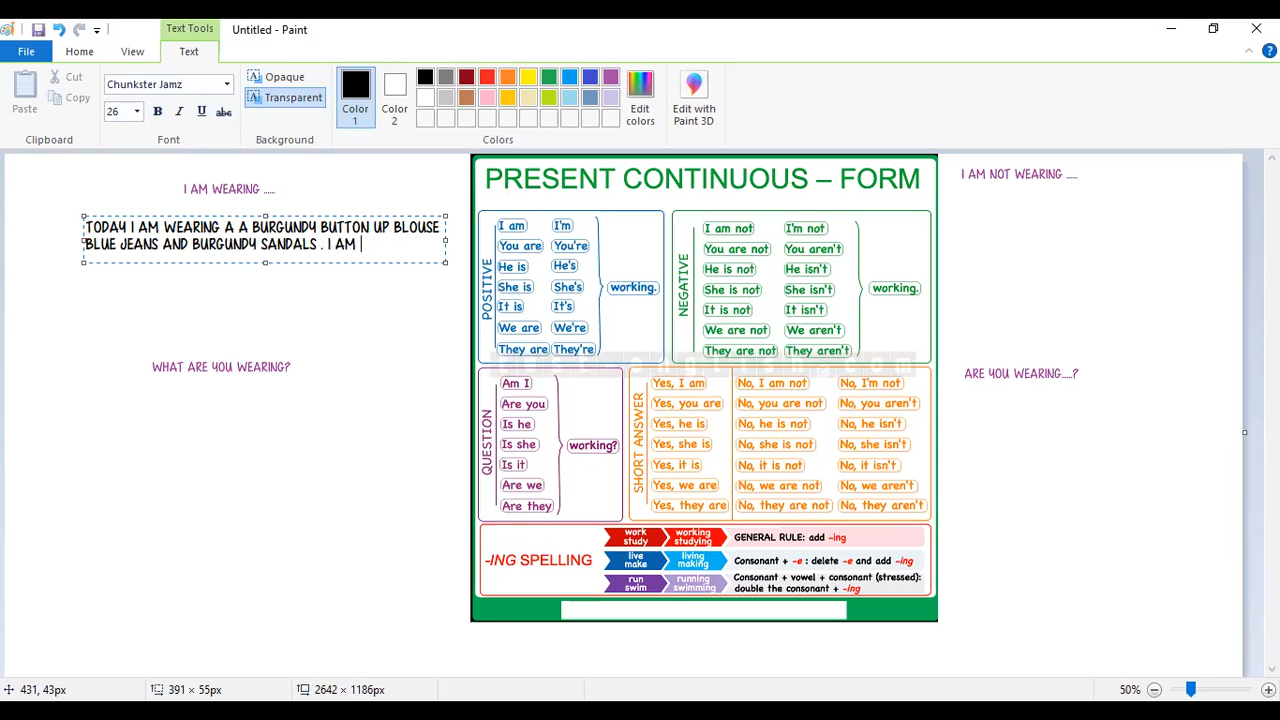 Text Tools
Untitled - Paint
File
Home
View
Text
Paste
Cut
Copy
Clipboard
Chunkster Jamz
26
B
I
U
abc
Font
Opaque
Transparent
Background
Color
1
Color
2
Edit
colors
Colors
Edit with
Paint 3D
I AM WEARING ......
TODAY I AM WEARING A A BURGUNDY BUTTON UP BLOUSE
BLUE JEANS AND BURGUNDY SANDALS . I AM
WHAT ARE YOU WEARING?
PRESENT CONTINUOUS – FORM
POSITIVE
I am I'm
You are You're
He is He's
She is She's
It is It's
We are We're
They are They're
working.
NEGATIVE
I am not I'm not
You are not You aren't
He is not He isn't
She is not She isn't
It is not It isn't
We are not We aren't
They are not They aren't
working.
QUESTION
Am I
Are you
Is he
Is she
Is it
Are we
Are they
working?
SHORT ANSWER
Yes, I am No, I am not No, I'm not
Yes, you are No, you are not No, you aren't
Yes, he is No, he is not No, he isn't
Yes, she is No, she is not No, she isn't
Yes, it is No, it is not No, it isn't
Yes, we are No, we are not No, we aren't
Yes, they are No, they are not No, they aren't
-ING SPELLING
work
study
working
studying
GENERAL RULE: add -ing
live
make
living
making
Consonant + -e : delete -e and add -ing
run
swim
running
swimming
Consonant + vowel + consonant (stressed):
double the consonant + -ing
I AM NOT WEARING ......
ARE YOU WEARING.....?
431, 43px
391 × 55px
2642 × 1186px
50%